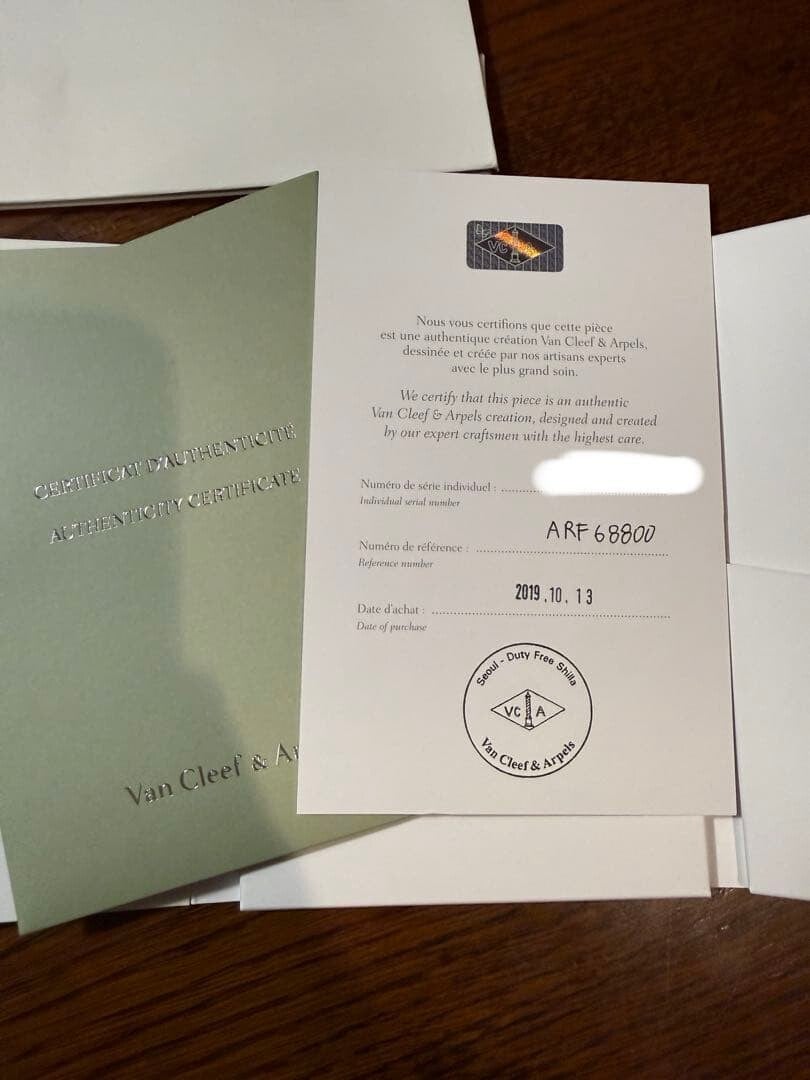 CERTIFICAT D'AUTHENTICITÉ
AUTHENTICITY CERTIFICATE
Van Cleef & Ar
VC A
Nous vous certifions que cette pièce
est une authentique création Van Cleef & Arpels,
dessinée et créée par nos artisans experts
avec le plus grand soin.
We certify that this piece is an authentic
Van Cleef & Arpels creation, designed and created
by our expert craftsmen with the highest care.
Numéro de série individuel :
Individual serial number
ARF68800
Numéro de référence :
Reference number
2019.10.13
Date d'achat :
Date of purchase
Seoul - Duty Free Shilla
VC A
Van Cleef & Arpels